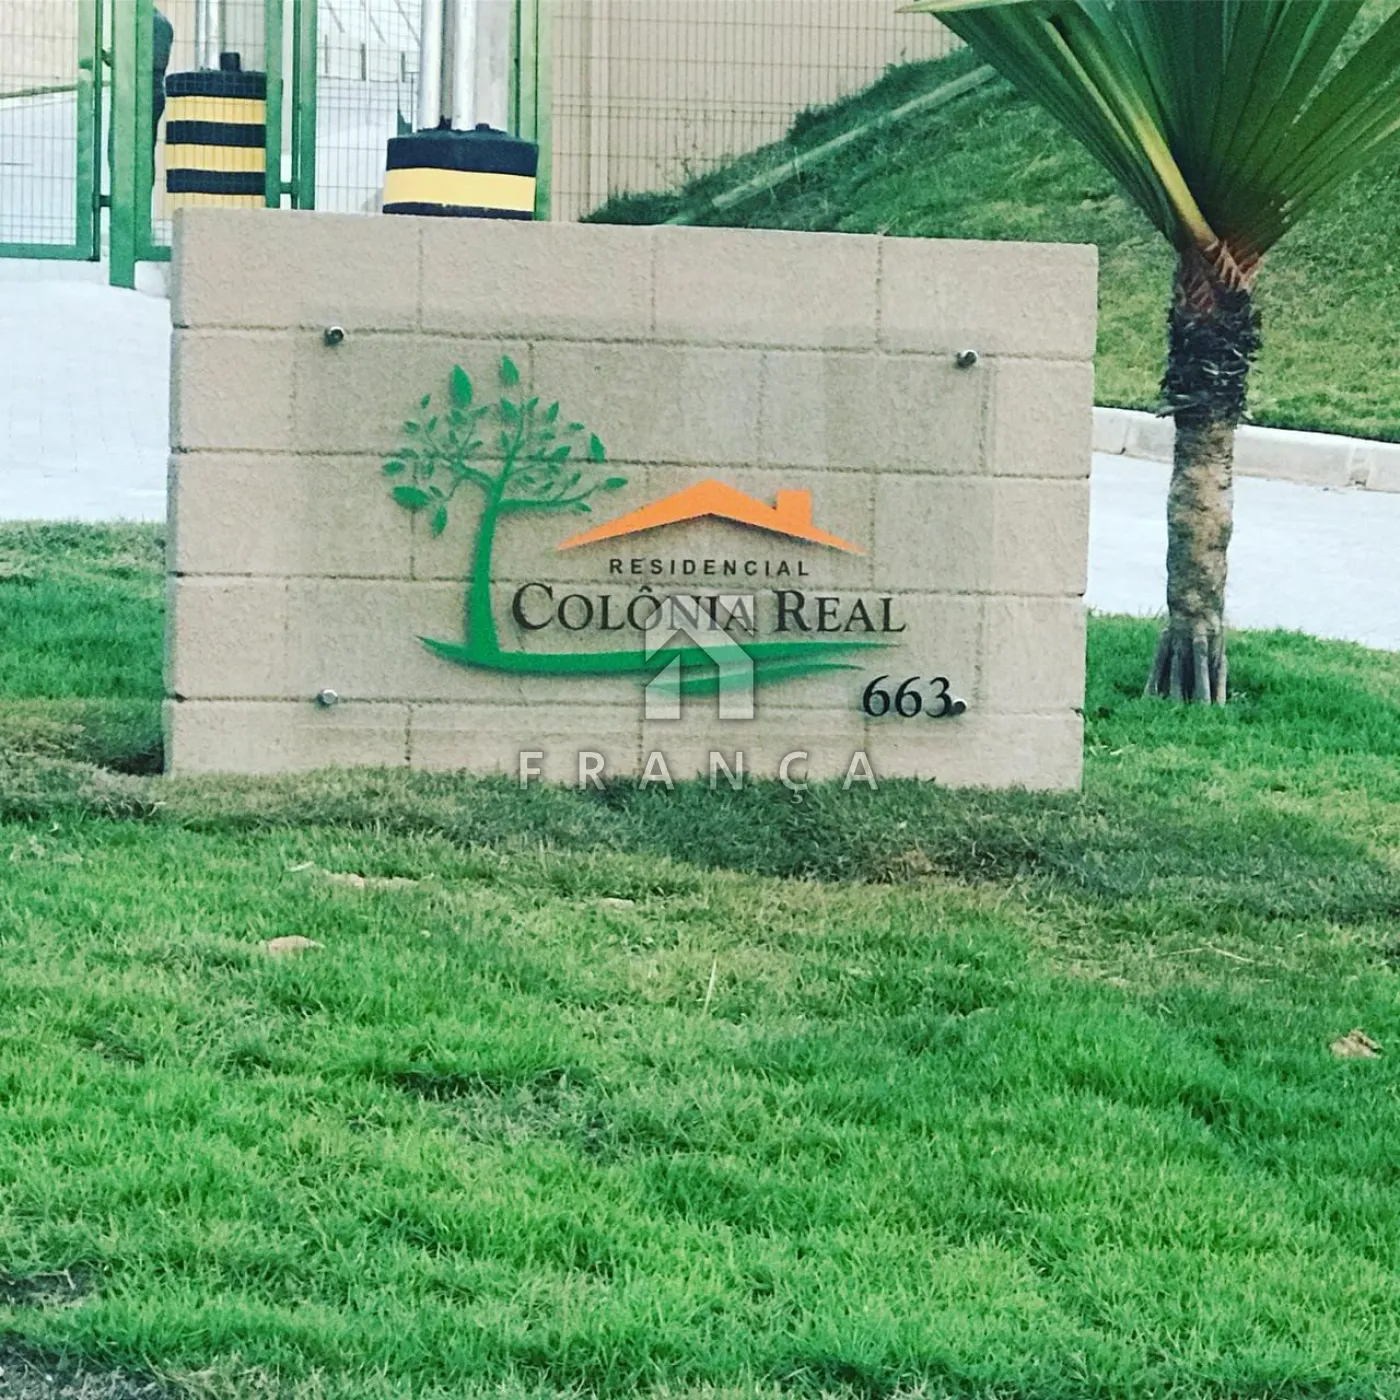 RESIDENCIAL
COLÔNIA REAL
663
FRANÇA